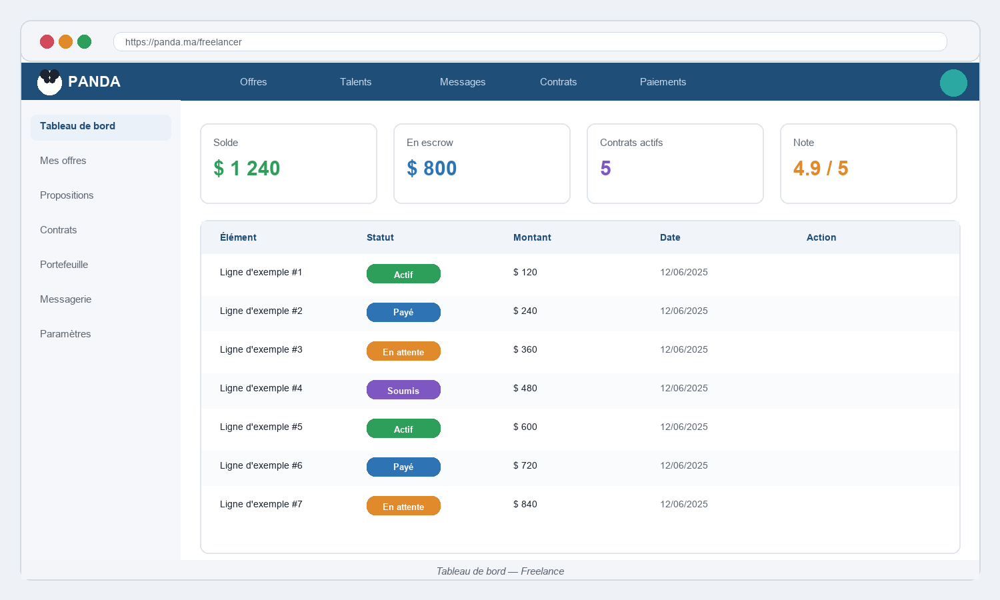 https://panda.ma/freelancer
PANDA Offres Talents Messages Contrats Paiements
Tableau de bord
Mes offres
Propositions
Contrats
Portefeuille
Messagerie
Paramètres
Solde
$ 1 240
En escrow
$ 800
Contrats actifs
5
Note
4.9 / 5
Élément Statut Montant Date Action
Ligne d'exemple #1 Actif $ 120 12/06/2025
Ligne d'exemple #2 Payé $ 240 12/06/2025
Ligne d'exemple #3 En attente $ 360 12/06/2025
Ligne d'exemple #4 Soumis $ 480 12/06/2025
Ligne d'exemple #5 Actif $ 600 12/06/2025
Ligne d'exemple #6 Payé $ 720 12/06/2025
Ligne d'exemple #7 En attente $ 840 12/06/2025
Tableau de bord — Freelance